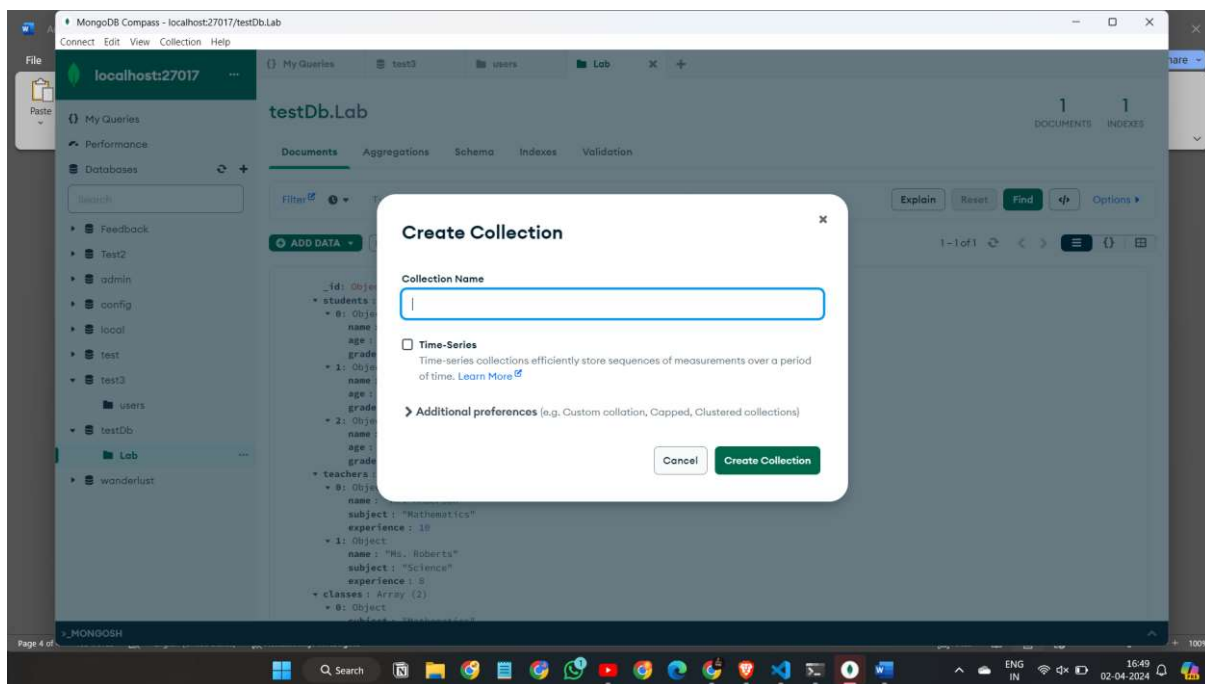 MongoDB Compass - localhost:27017/testDb.Lab
Connect Edit View Collection Help
File
Paste
localhost:27017 ...
{} My Queries test3 users Lab × +
testDb.Lab
1 1
DOCUMENTS INDEXES
{} My Queries
Performance
Databases
Documents Aggregations Schema Indexes Validation
Search
Filter
Explain Reset Find </> Options
ADD DATA
1-1 of 1
Feedback
Test2
admin
config
local
test
test3
users
testDb
Lab ...
wanderlust
Create Collection
Collection Name
Time-Series
Time-series collections efficiently store sequences of measurements over a period
of time. Learn More
Additional preferences (e.g. Custom collation, Capped, Clustered collections)
Cancel Create Collection
_id:
students :
0:
name
age :
grade
1:
name
age :
grade
2:
name
age :
grade
teachers
0:
name
subject : "Mathematics"
experience : 10
1: Object
name : "Ms. Roberts"
subject : "Science"
experience : 8
classes : Array (2)
0: Object
>_MONGOSH
Page 4 of
100%
Search
ENG
IN
16:49
02-04-2024